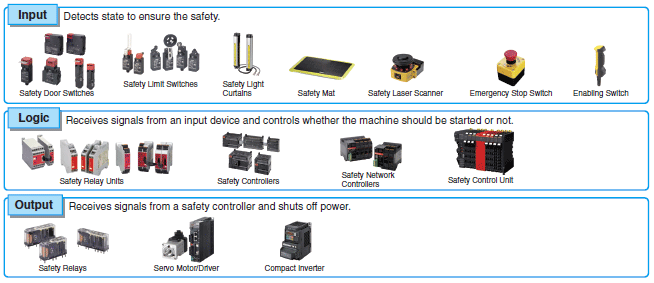 Input
Detects state to ensure the safety.
Safety Door Switches
Safety Limit Switches
Safety Light
Curtains
Safety Mat
Safety Laser Scanner
Emergency Stop Switch
Enabling Switch
Logic
Receives signals from an input device and controls whether the machine should be started or not.
Safety Relay Units
Safety Controllers
Safety Network
Controllers
Safety Control Unit
Output
Receives signals from a safety controller and shuts off power.
Safety Relays
Servo Motor/Driver
Compact Inverter